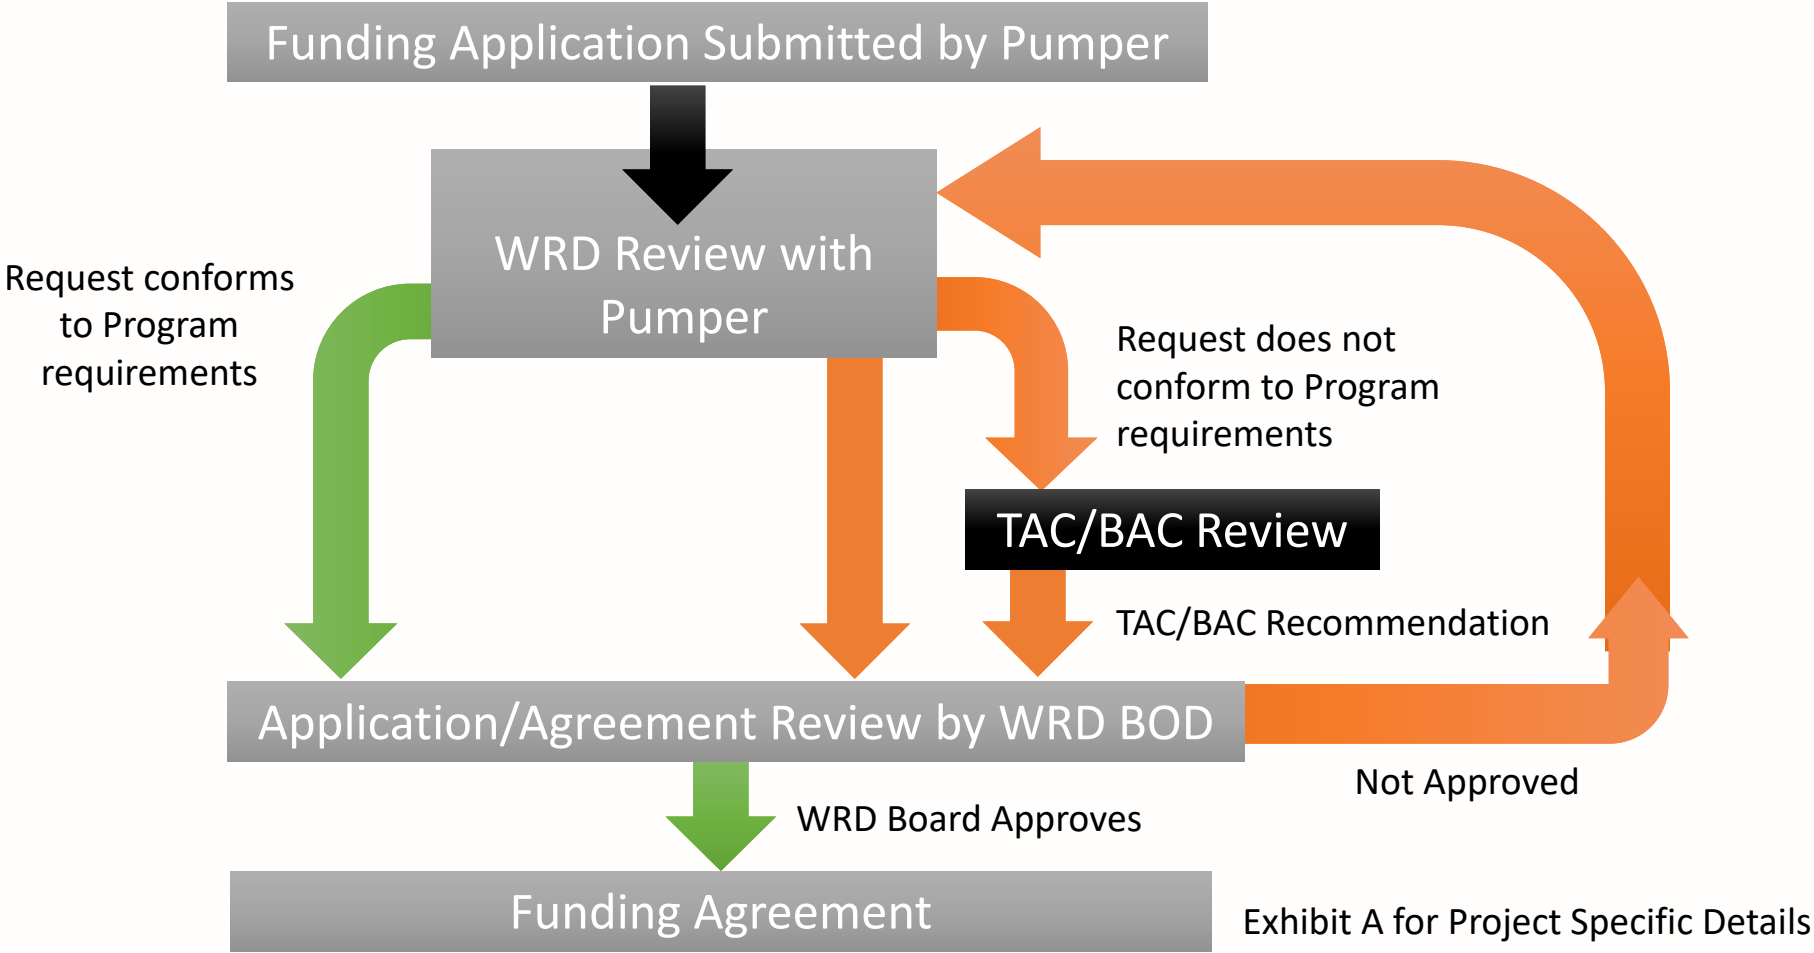 Funding Application Submitted by Pumper
WRD Review with
Pumper
Request conforms
to Program
requirements
Request does not
conform to Program
requirements
TAC/BAC Review
TAC/BAC Recommendation
Application/Agreement Review by WRD BOD
Not Approved
WRD Board Approves
Funding Agreement
Exhibit A for Project Specific Details